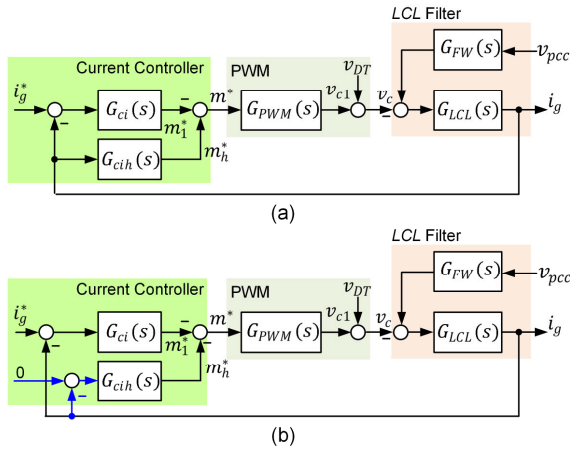 LCL Filter
Current Controller
PWM
v_DT
G_FW(s)
v_pcc
i_g^*
G_ci(s)
m_1^*
m^*
G_PWM(s)
v_c1
v_c
G_LCL(s)
i_g
G_cih(s)
m_h^*
(a)
LCL Filter
Current Controller
PWM
v_DT
G_FW(s)
v_pcc
i_g^*
G_ci(s)
m_1^*
m^*
G_PWM(s)
v_c1
v_c
G_LCL(s)
i_g
0
G_cih(s)
m_h^*
(b)